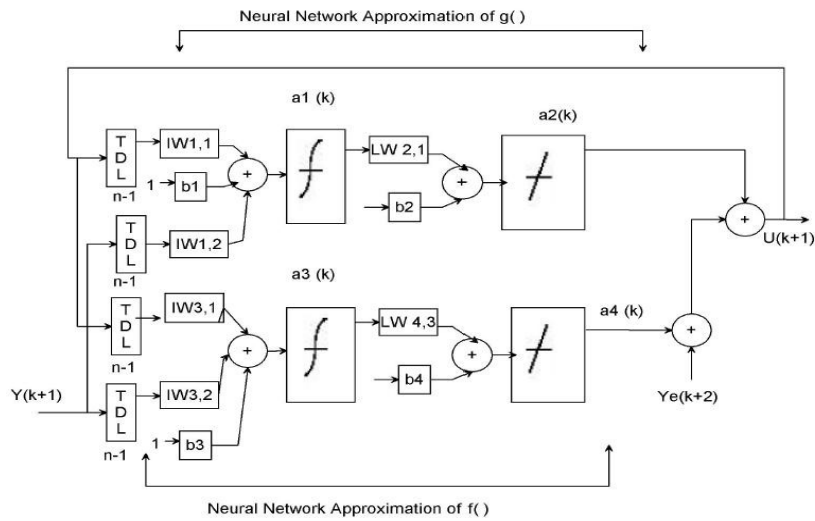 Neural Network Approximation of g( )
a1 (k)
a2(k)
T
D
L
n-1
IW1,1
1
b1
+
LW 2,1
b2
+
+
U(k+1)
T
D
L
n-1
IW1,2
a3 (k)
T
D
L
n-1
IW3,1
+
LW 4,3
b4
+
a4 (k)
+
Ye(k+2)
Y(k+1)
T
D
L
n-1
IW3,2
1
b3
Neural Network Approximation of f( )